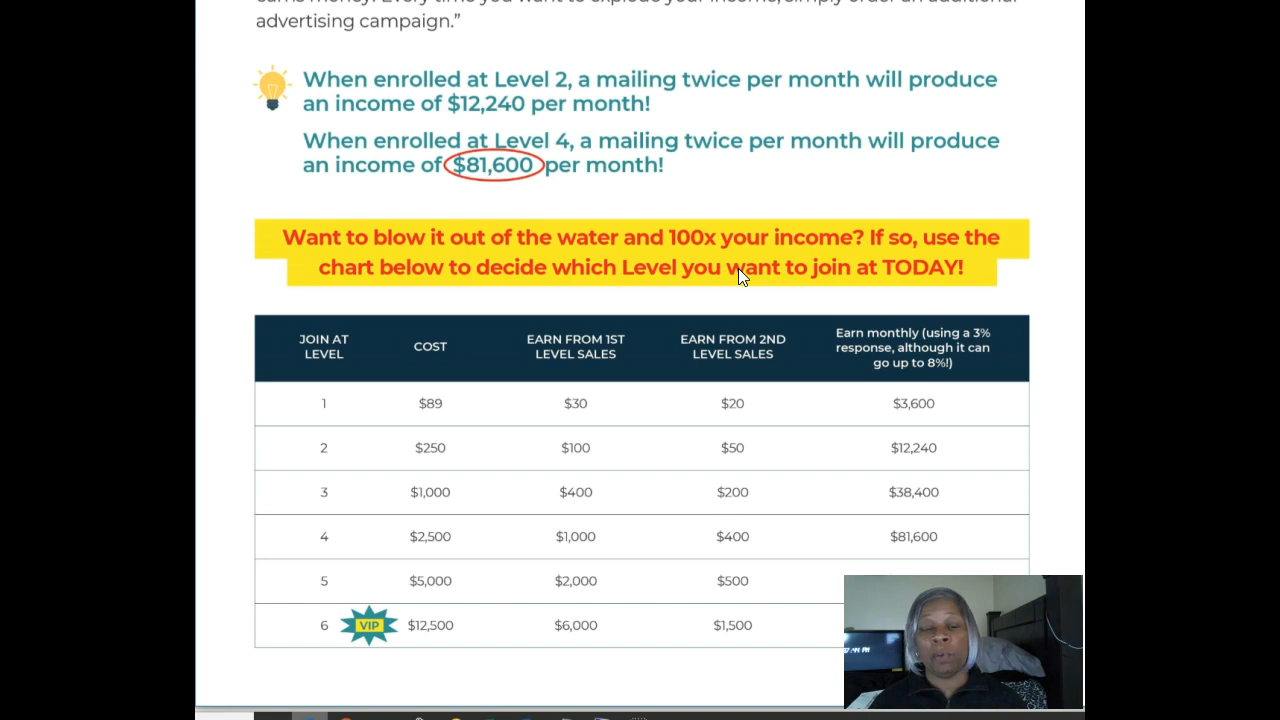 advertising campaign.”
When enrolled at Level 2, a mailing twice per month will produce
an income of $12,240 per month!
When enrolled at Level 4, a mailing twice per month will produce
an income of $81,600 per month!
Want to blow it out of the water and 100x your income? If so, use the
chart below to decide which Level you want to join at TODAY!
JOIN AT LEVEL COST EARN FROM 1ST LEVEL SALES EARN FROM 2ND LEVEL SALES Earn monthly (using a 3% response, although it can go up to 8%!)
1 $89 $30 $20 $3,600
2 $250 $100 $50 $12,240
3 $1,000 $400 $200 $38,400
4 $2,500 $1,000 $400 $81,600
5 $5,000 $2,000 $500
6 VIP $12,500 $6,000 $1,500